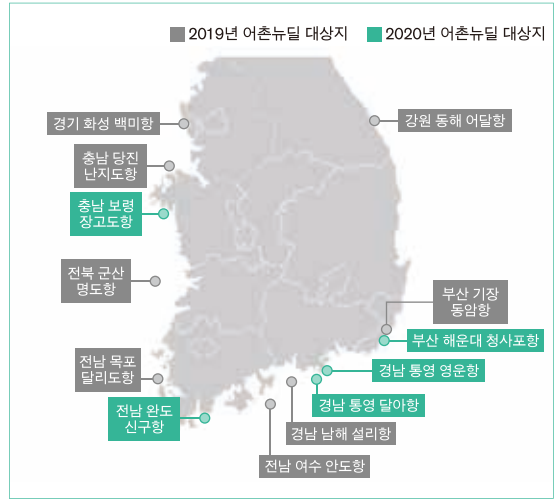 2019년 어촌뉴딜 대상지
2020년 어촌뉴딜 대상지
경기 화성 백미항
강원 동해 어달항
충남 당진
난지도항
충남 보령
장고도항
전북 군산
명도항
부산 기장
동암항
부산 해운대 청사포항
전남 목포
달리도항
경남 통영 영운항
전남 완도
신구항
경남 통영 달아항
경남 남해 설리항
전남 여수 안도항